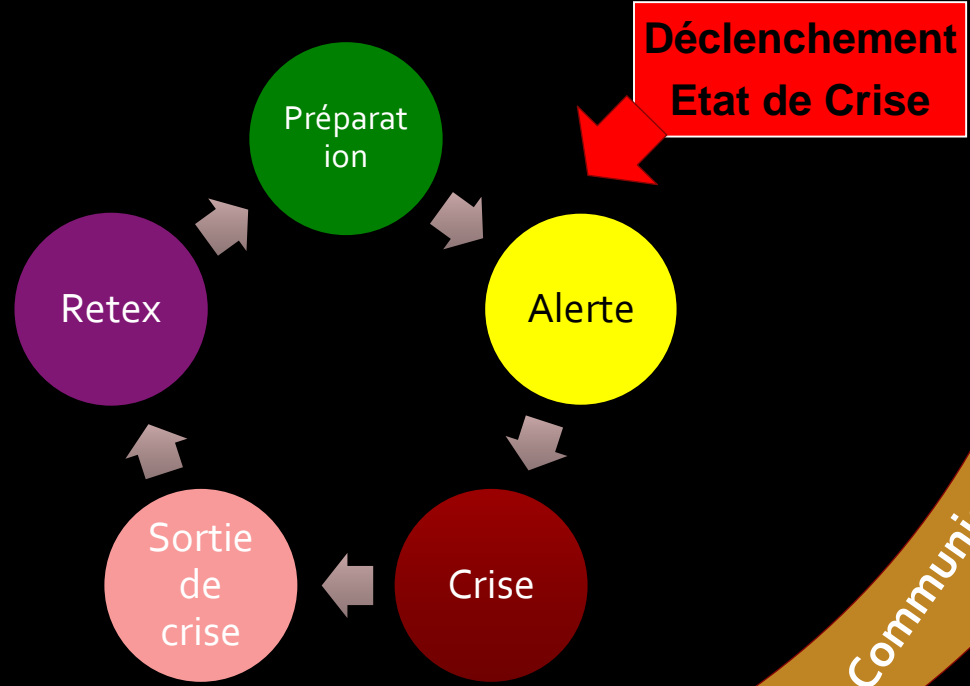 Déclenchement
Etat de Crise
Préparat
ion
Alerte
Retex
Crise
Sortie
de
crise
Communi